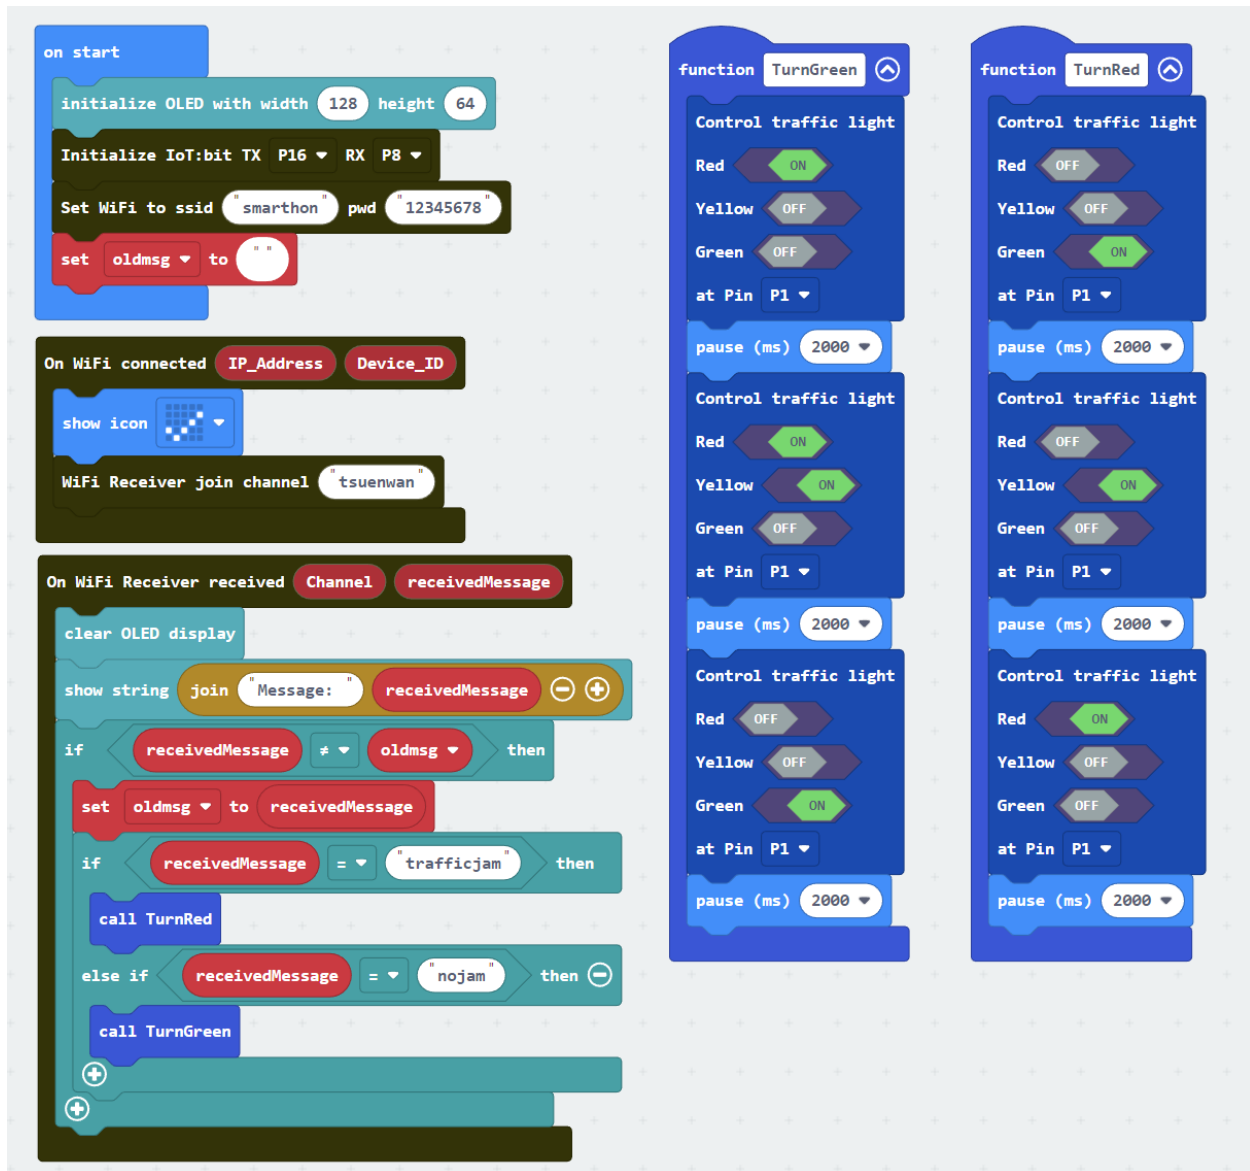 on start
initialize OLED with width 128 height 64
Initialize IoT:bit TX P16 RX P8
Set WiFi to ssid "smarthon" pwd "12345678"
set oldmsg to " "
On WiFi connected IP_Address Device_ID
show icon
WiFi Receiver join channel "tsuenwan"
On WiFi Receiver received Channel receivedMessage
clear OLED display
show string join "Message: " receivedMessage
if receivedMessage ≠ oldmsg then
set oldmsg to receivedMessage
if receivedMessage = "trafficjam" then
call TurnRed
else if receivedMessage = "nojam" then
call TurnGreen
function TurnGreen
Control traffic light
Red ON
Yellow OFF
Green OFF
at Pin P1
pause (ms) 2000
Control traffic light
Red ON
Yellow ON
Green OFF
at Pin P1
pause (ms) 2000
Control traffic light
Red OFF
Yellow OFF
Green ON
at Pin P1
pause (ms) 2000
function TurnRed
Control traffic light
Red OFF
Yellow OFF
Green ON
at Pin P1
pause (ms) 2000
Control traffic light
Red OFF
Yellow ON
Green OFF
at Pin P1
pause (ms) 2000
Control traffic light
Red ON
Yellow OFF
Green OFF
at Pin P1
pause (ms) 2000